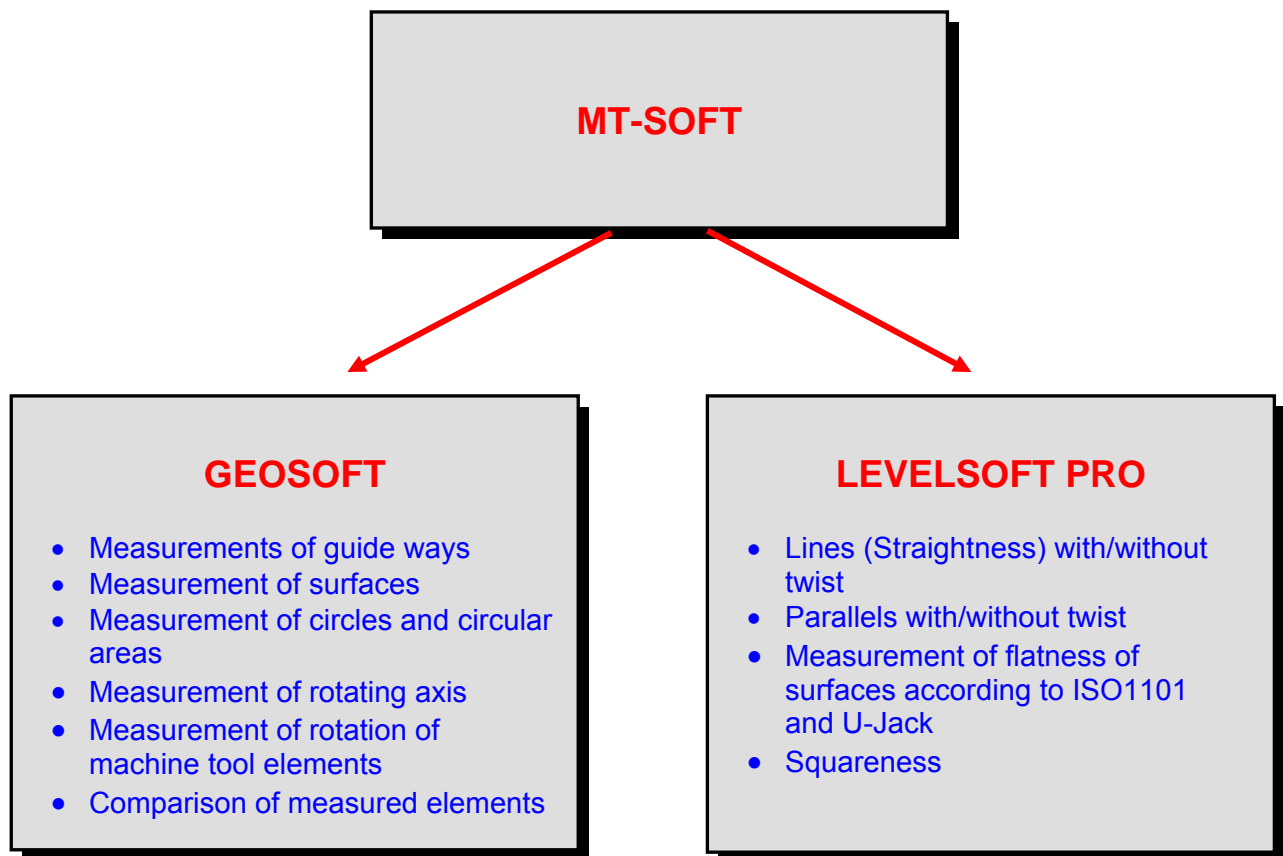 MT-SOFT
GEOSOFT
• Measurements of guide ways
• Measurement of surfaces
• Measurement of circles and circular
areas
• Measurement of rotating axis
• Measurement of rotation of
machine tool elements
• Comparison of measured elements
LEVELSOFT PRO
• Lines (Straightness) with/without
twist
• Parallels with/without twist
• Measurement of flatness of
surfaces according to ISO1101
and U-Jack
• Squareness